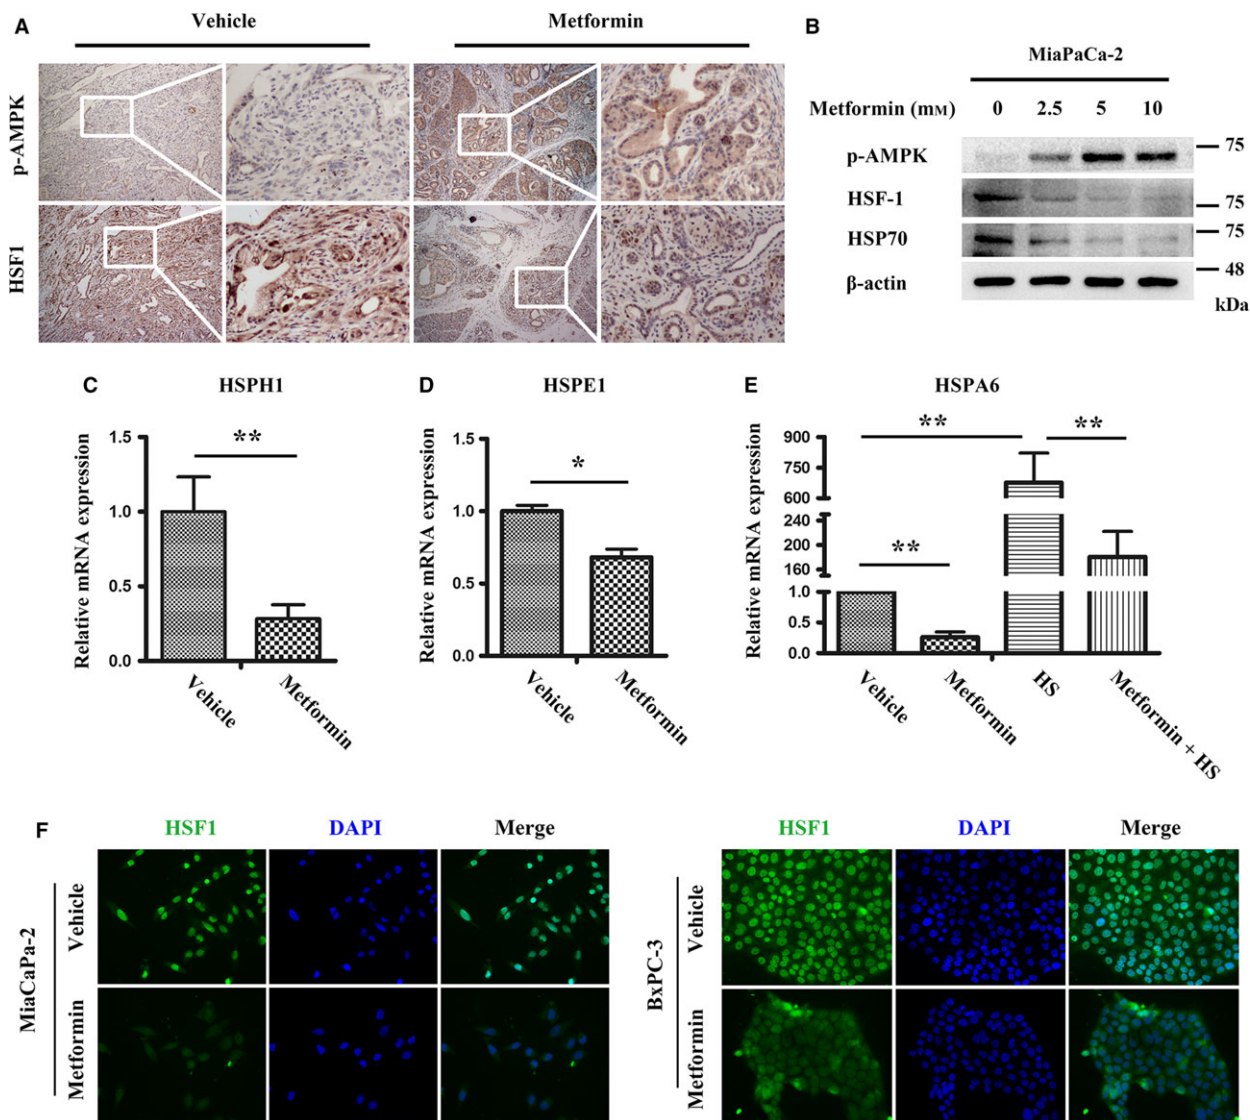 A
Vehicle
Metformin
p-AMPK
HSF1
B
MiaPaCa-2
Metformin (mM) 0 2.5 5 10
p-AMPK
75
HSF-1
75
HSP70
75
β-actin
48
kDa
C
HSPH1
Relative mRNA expression
1.5
1.0
0.5
0.0
**
Vehicle
Metformin
D
HSPE1
Relative mRNA expression
1.5
1.0
0.5
0.0
*
Vehicle
Metformin
E
HSPA6
Relative mRNA expression
900
750
600
240
200
160
1.0
0.5
0.0
**
**
**
Vehicle
Metformin
HS
Metformin + HS
F
HSF1 DAPI Merge
MiaCaPa-2
Vehicle
Metformin
HSF1 DAPI Merge
BxPC-3
Vehicle
Metformin